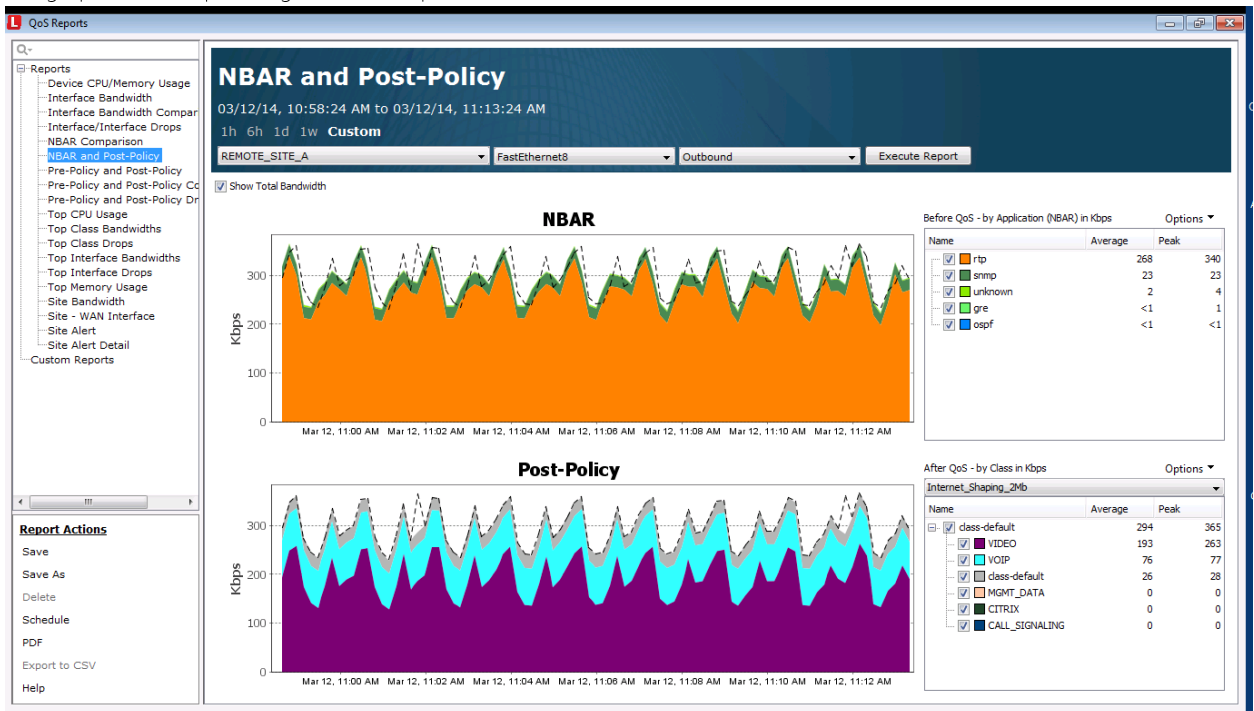 QoS Reports
Reports
Device CPU/Memory Usage
Interface Bandwidth
Interface Bandwidth Compar
Interface/Interface Drops
NBAR Comparison
NBAR and Post-Policy
Pre-Policy and Post-Policy
Pre-Policy and Post-Policy Co
Pre-Policy and Post-Policy Dr
Top CPU Usage
Top Class Bandwidths
Top Class Drops
Top Interface Bandwidths
Top Interface Drops
Top Memory Usage
Site Bandwidth
Site - WAN Interface
Site Alert
Site Alert Detail
Custom Reports
Report Actions
Save
Save As
Delete
Schedule
PDF
Export to CSV
Help
NBAR and Post-Policy
03/12/14, 10:58:24 AM to 03/12/14, 11:13:24 AM
1h 6h 1d 1w Custom
REMOTE_SITE_A FastEthernet8 Outbound Execute Report
Show Total Bandwidth
NBAR
Kbps
300
200
100
0
Mar 12, 11:00 AM Mar 12, 11:02 AM Mar 12, 11:04 AM Mar 12, 11:06 AM Mar 12, 11:08 AM Mar 12, 11:10 AM Mar 12, 11:12 AM
Before QoS - by Application (NBAR) in Kbps Options
Name Average Peak
rtp 268 340
snmp 23 23
unknown 2 4
gre <1 1
ospf <1 <1
Post-Policy
Kbps
300
200
100
0
Mar 12, 11:00 AM Mar 12, 11:02 AM Mar 12, 11:04 AM Mar 12, 11:06 AM Mar 12, 11:08 AM Mar 12, 11:10 AM Mar 12, 11:12 AM
After QoS - by Class in Kbps Options
Internet_Shaping_2Mb
Name Average Peak
class-default 294 365
VIDEO 193 263
VOIP 76 77
class-default 26 28
MGMT_DATA 0 0
CITRIX 0 0
CALL_SIGNALING 0 0